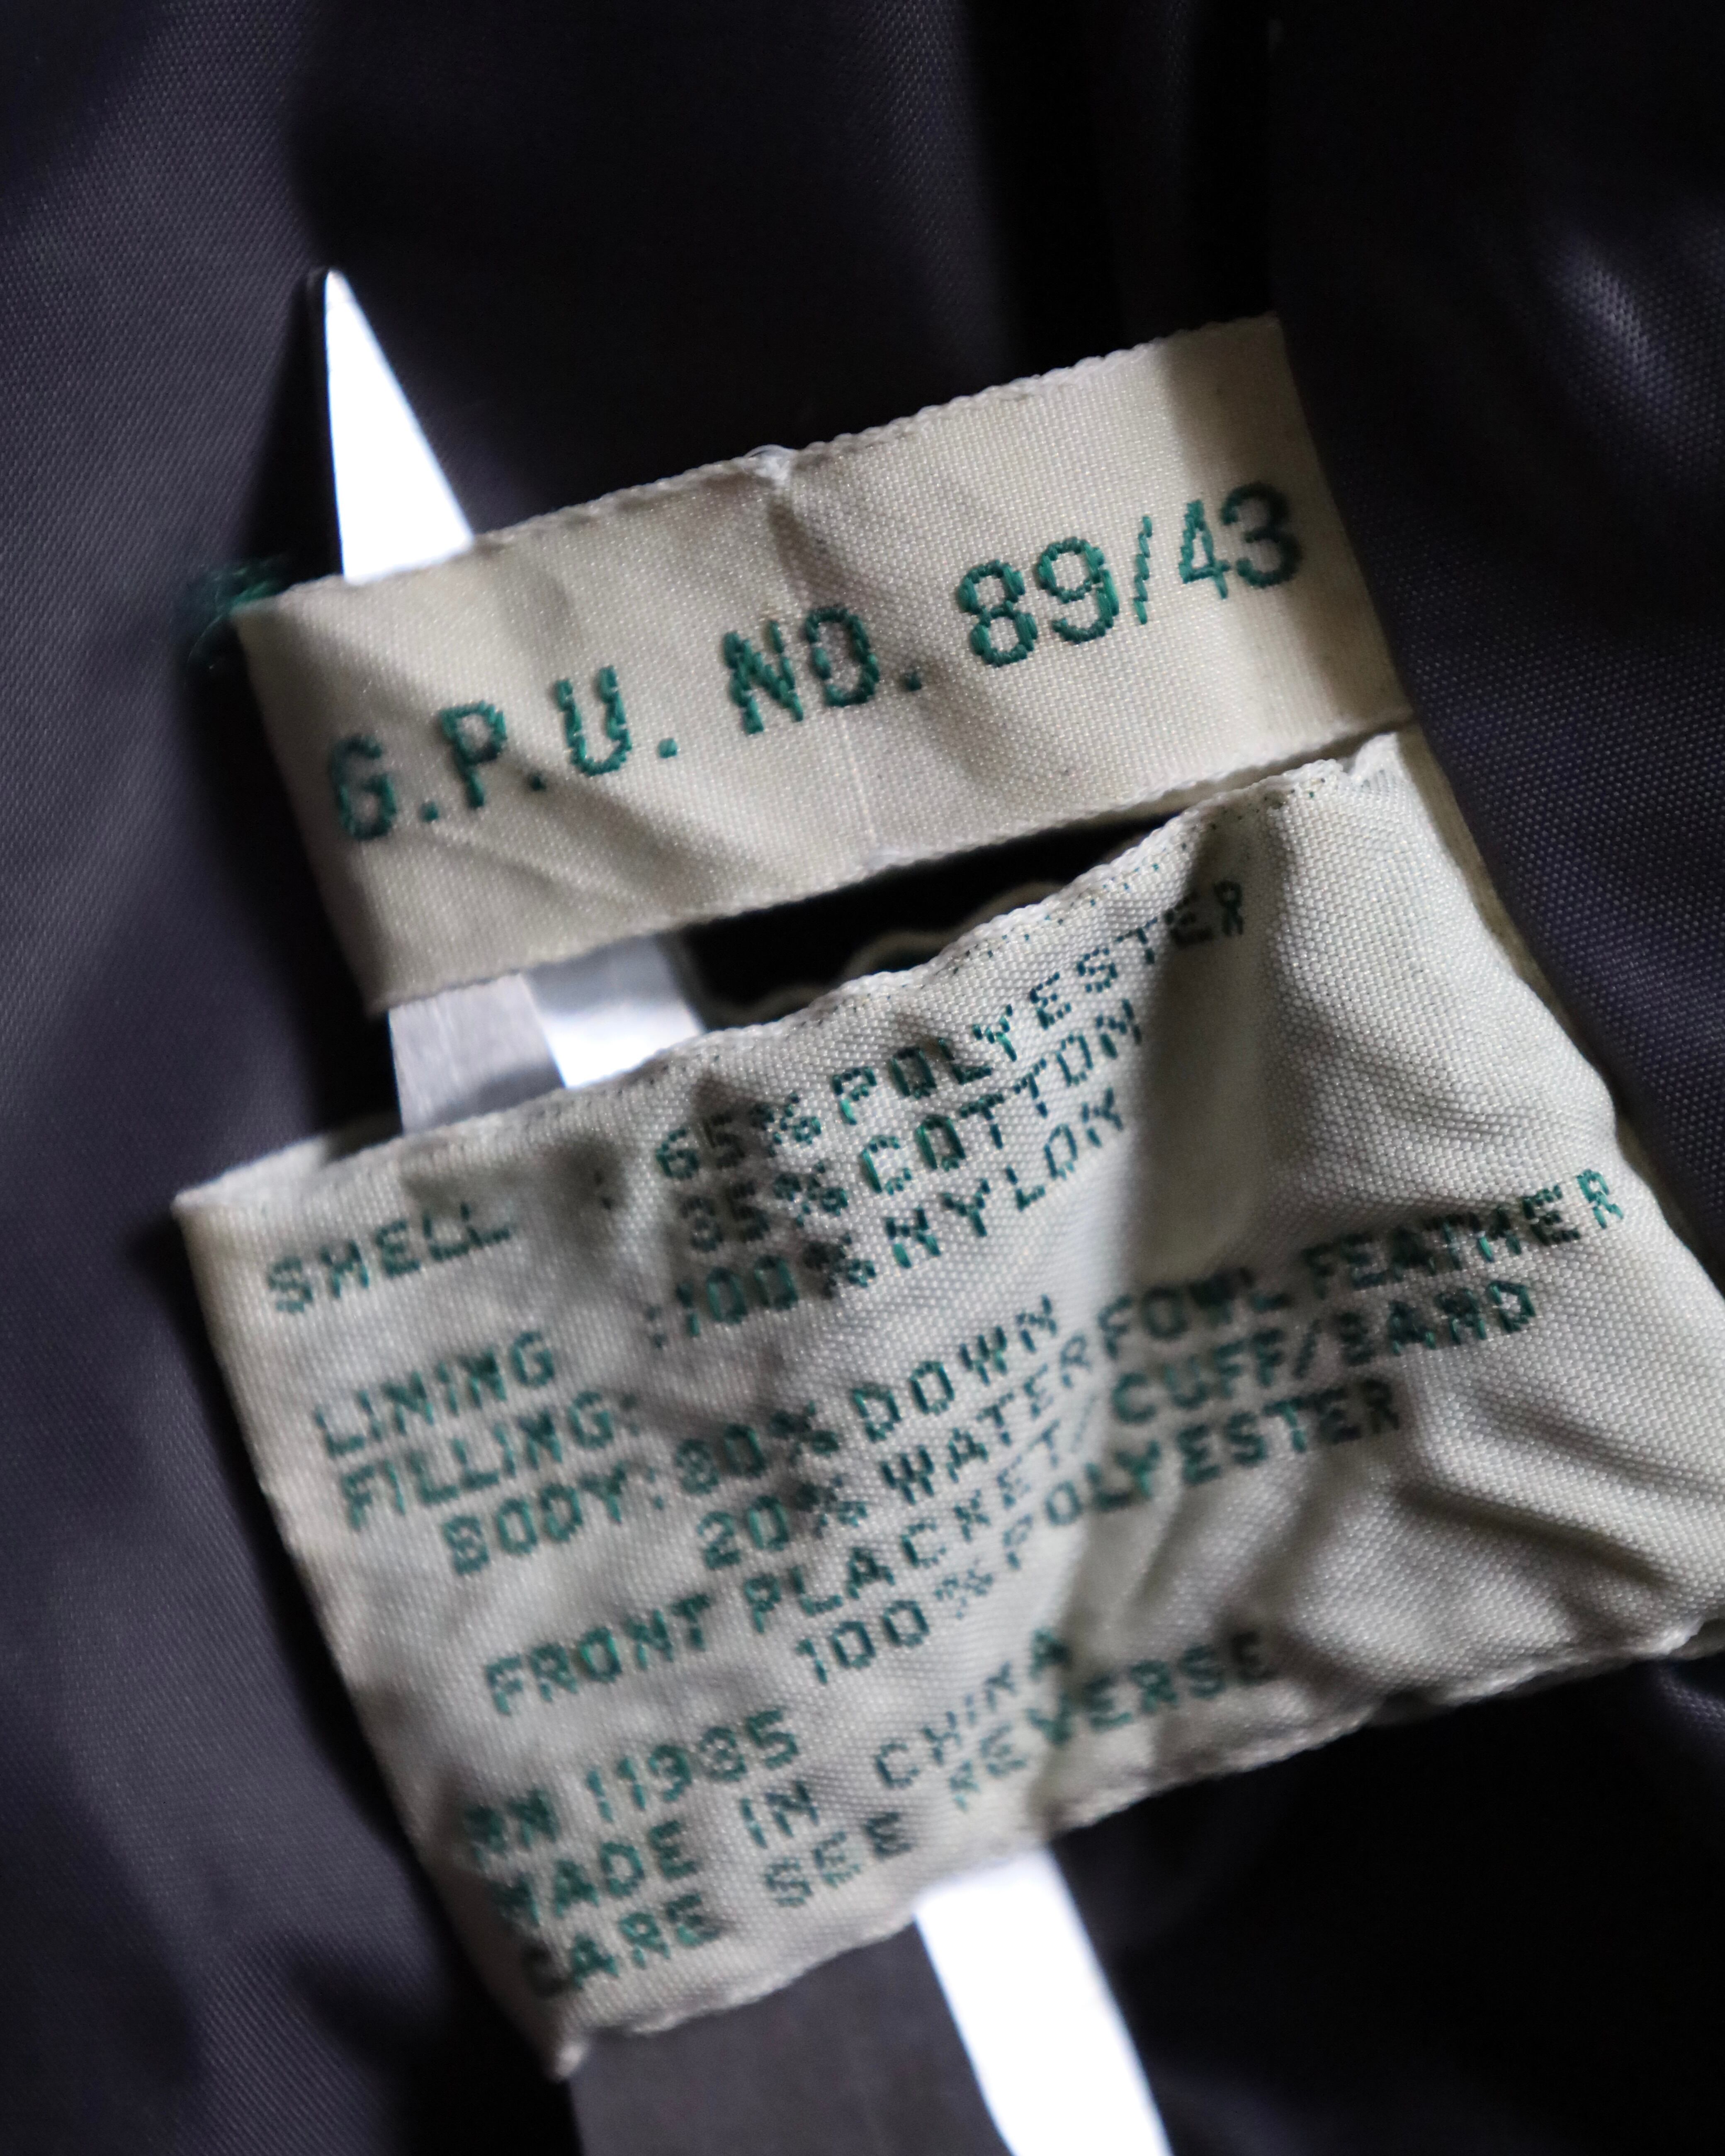 G.P.U. NO. 89/43
SHELL : 65% POLYESTER
35% COTTON
LINING :100% NYLON
FILLING:
BODY: 80% DOWN
20% WATERFOWL FEATHER
FRONT PLACKET/CUFF/BAND
100% POLYESTER
RN 11935
MADE IN CHINA
CARE SEE REVERSE